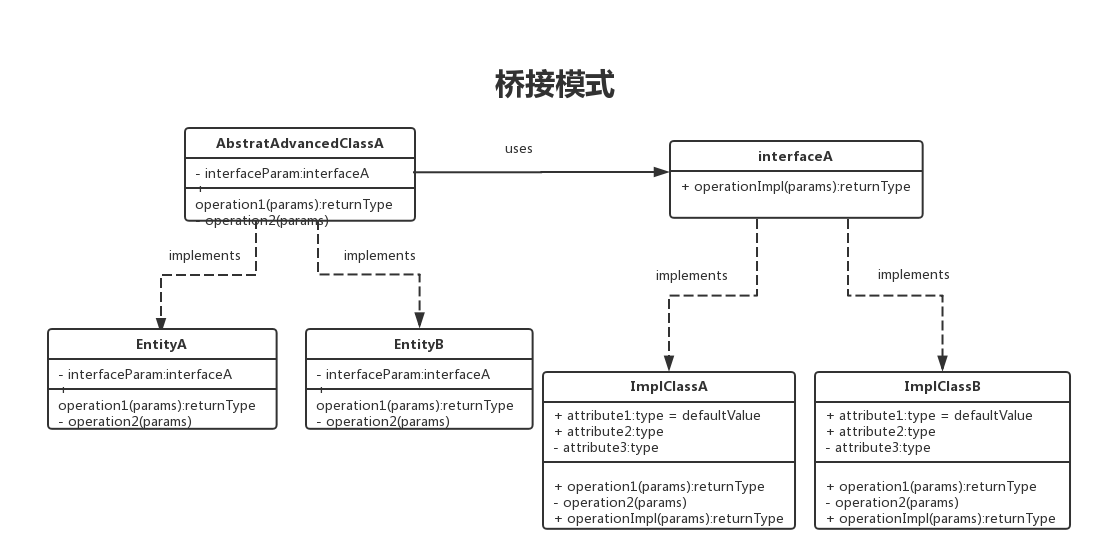 桥接模式
AbstratAdvancedClassA
- interfaceParam:interfaceA
+
operation1(params):returnType
- operation2(params)
uses
interfaceA
+ operationImpl(params):returnType
implements
implements
implements
implements
EntityA
- interfaceParam:interfaceA
+
operation1(params):returnType
- operation2(params)
EntityB
- interfaceParam:interfaceA
+
operation1(params):returnType
- operation2(params)
ImplClassA
+ attribute1:type = defaultValue
+ attribute2:type
- attribute3:type
+ operation1(params):returnType
- operation2(params)
+ operationImpl(params):returnType
ImplClassB
+ attribute1:type = defaultValue
+ attribute2:type
- attribute3:type
+ operation1(params):returnType
- operation2(params)
+ operationImpl(params):returnType